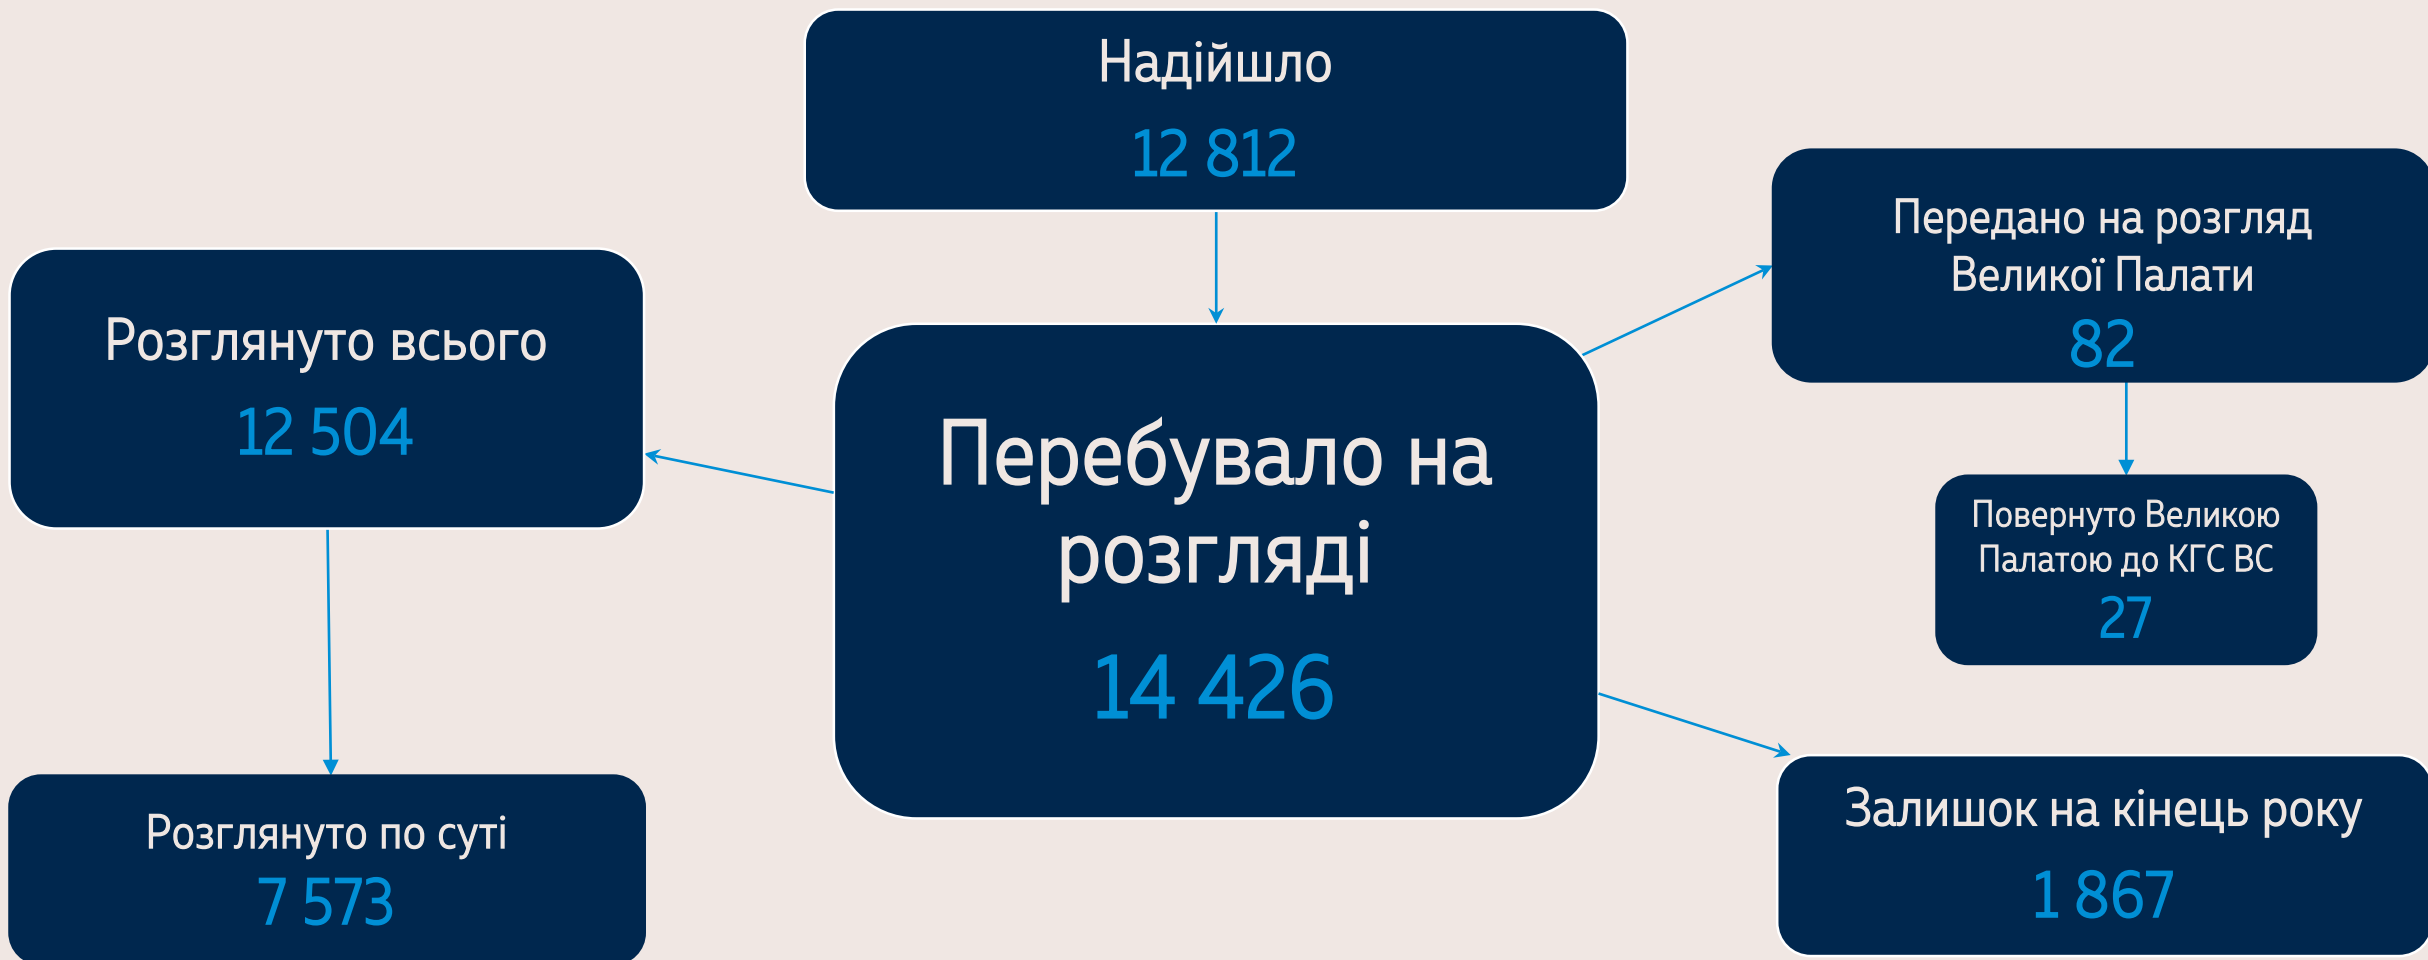 Надійшло
12 812
Передано на розгляд
Великої Палати
82
Розглянуто всього
12 504
Перебувало на
розгляді
14 426
Повернуто Великою
Палатою до КГС ВС
27
Розглянуто по суті
7 573
Залишок на кінець року
1 867